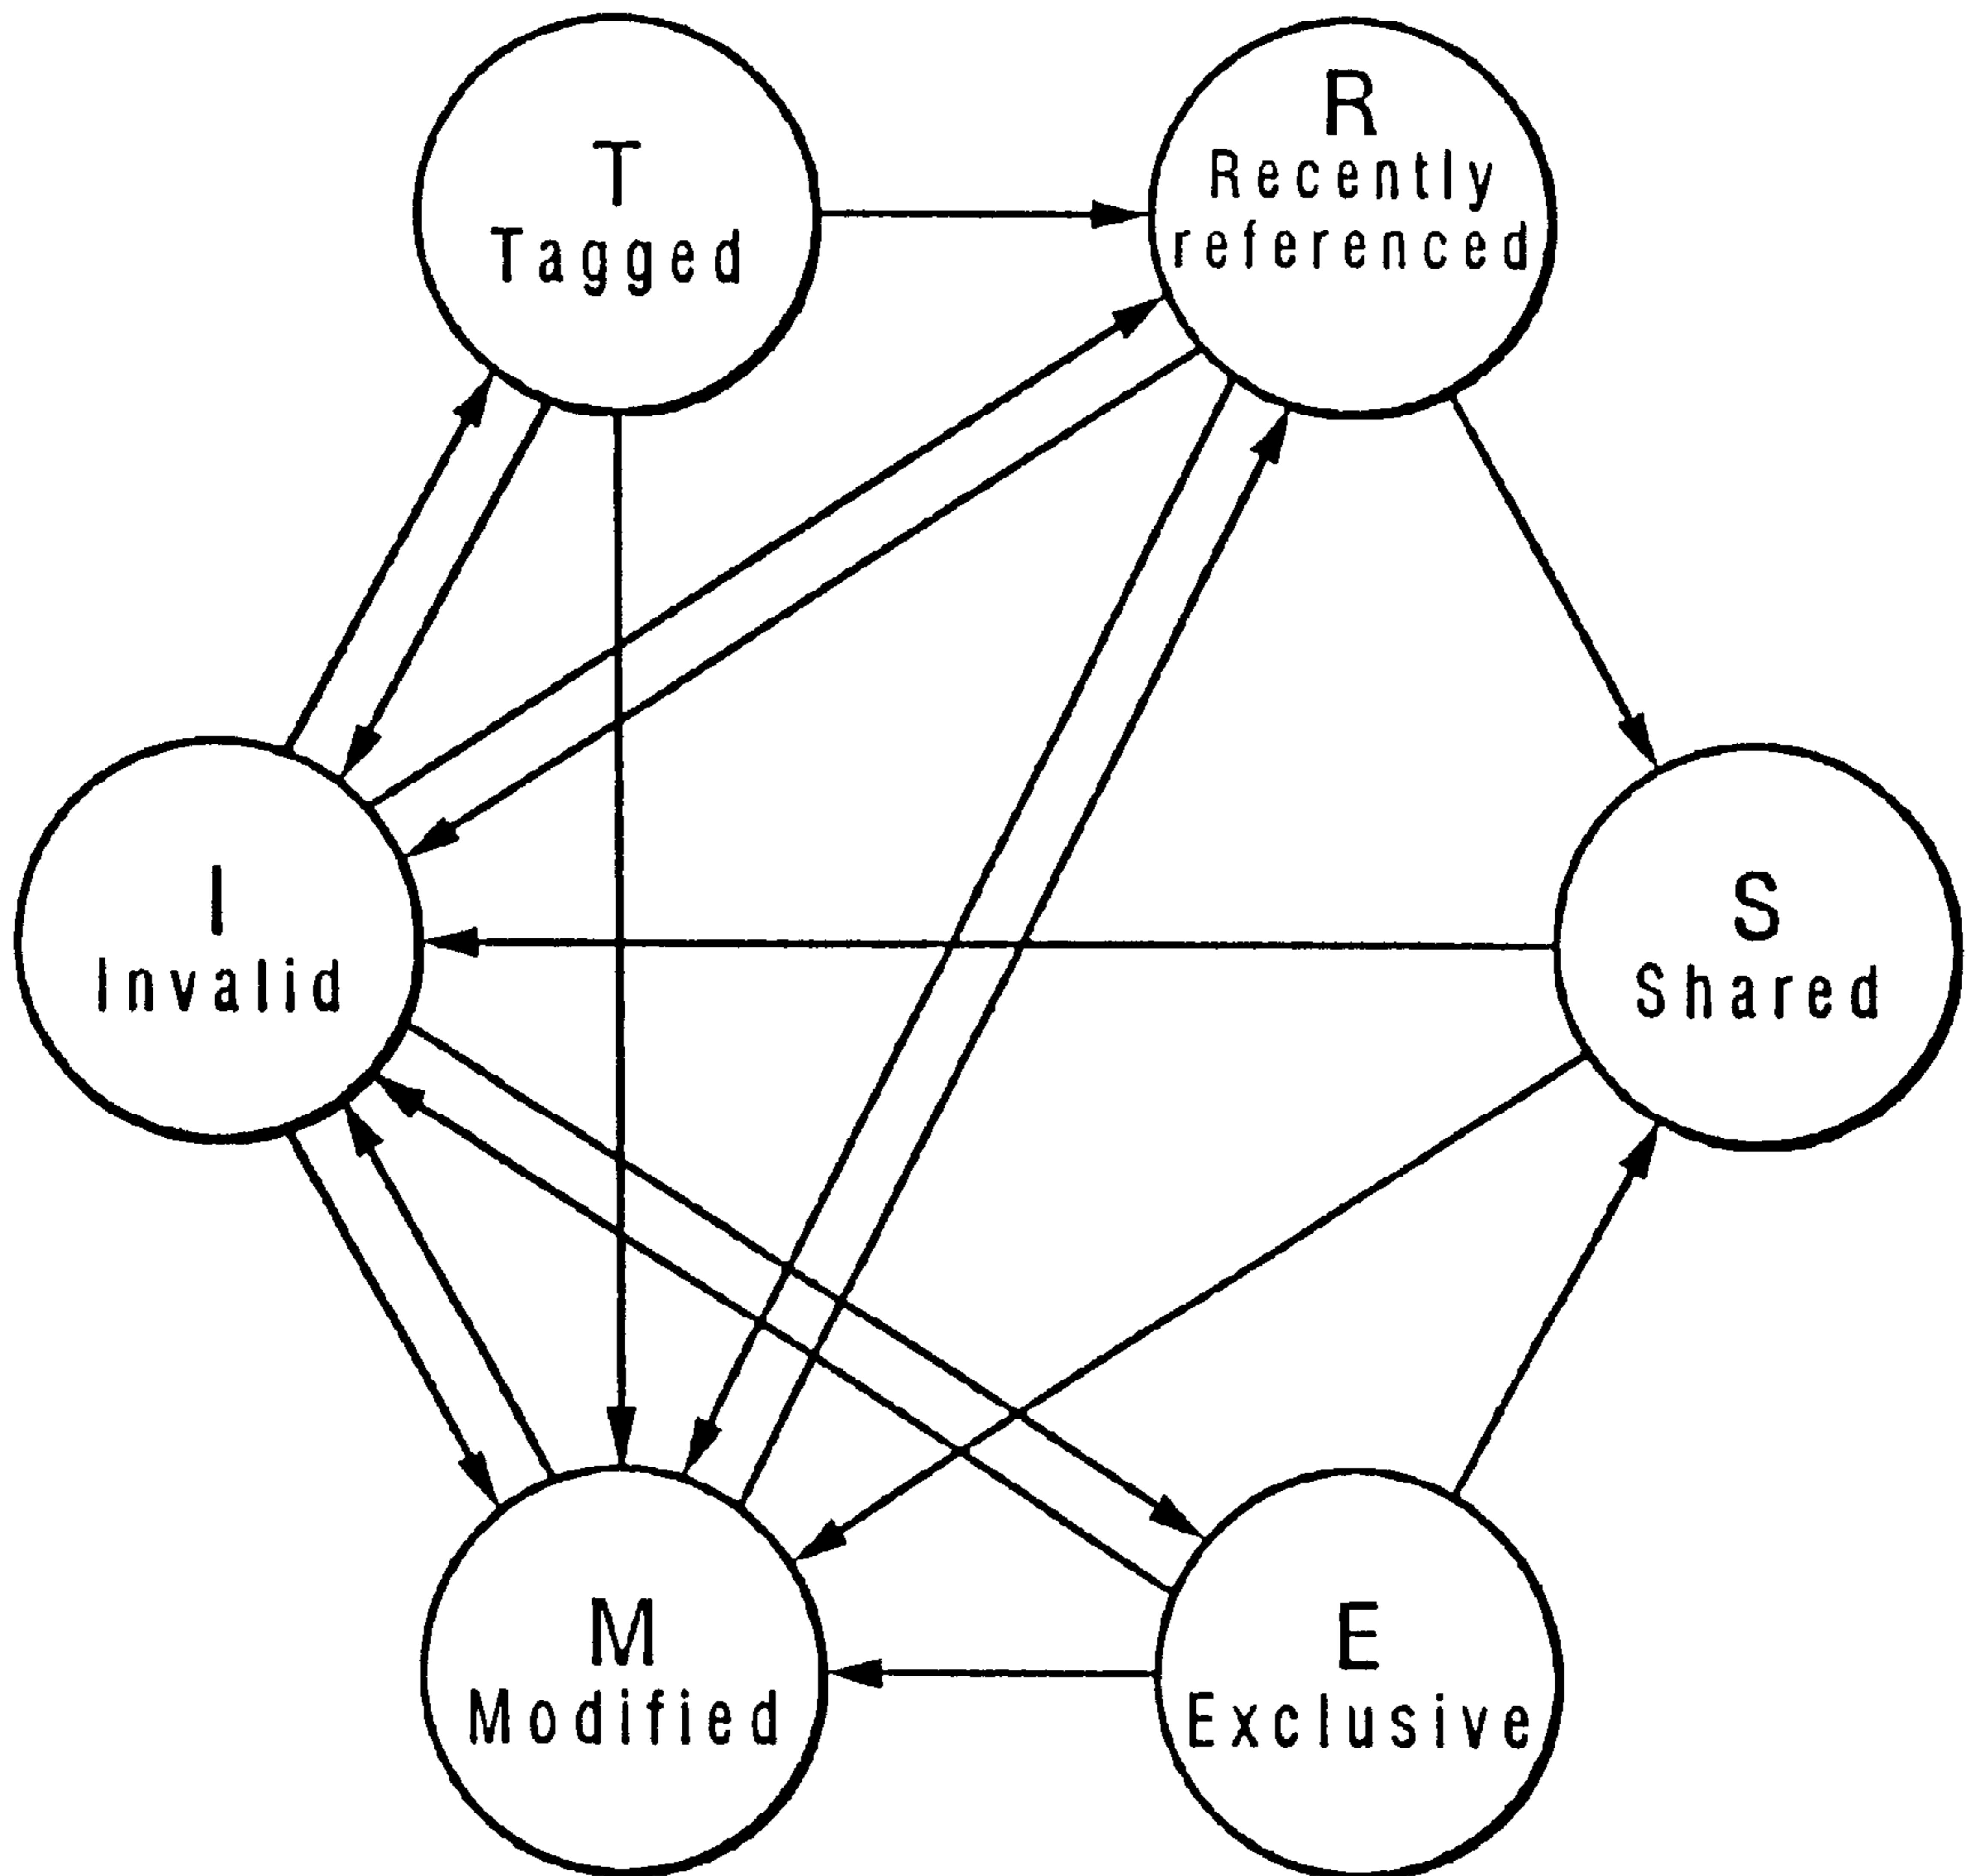 T
Tagged
R
Recently
referenced
I
Invalid
S
Shared
M
Modified
E
Exclusive